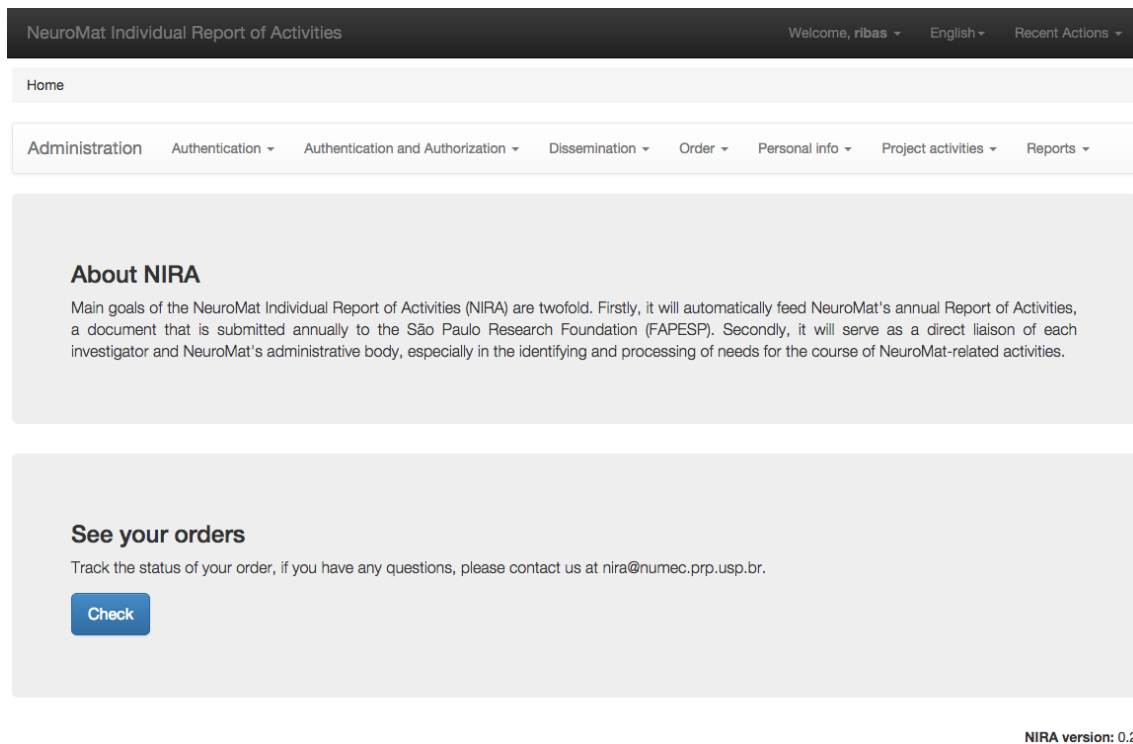 NeuroMat Individual Report of Activities Welcome, ribas English Recent Actions
Home
Administration Authentication Authentication and Authorization Dissemination Order Personal info Project activities Reports
About NIRA
Main goals of the NeuroMat Individual Report of Activities (NIRA) are twofold. Firstly, it will automatically feed NeuroMat's annual Report of Activities,
a document that is submitted annually to the São Paulo Research Foundation (FAPESP). Secondly, it will serve as a direct liaison of each
investigator and NeuroMat's administrative body, especially in the identifying and processing of needs for the course of NeuroMat-related activities.
See your orders
Track the status of your order, if you have any questions, please contact us at nira@numec.prp.usp.br.
Check
NIRA version: 0.2